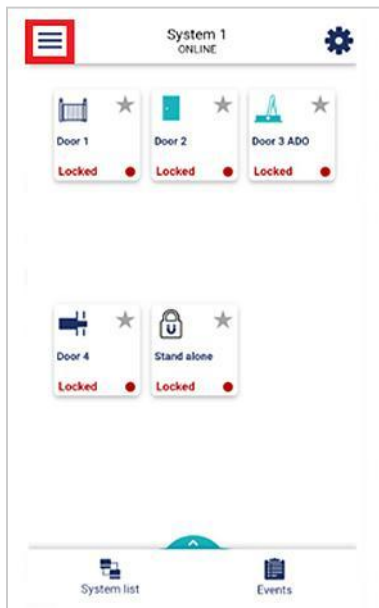 System 1
ONLINE
Door 1
Door 2
Door 3 ADO
Locked
Locked
Locked
Door 4
Stand alone
Locked
Locked
System list
Events